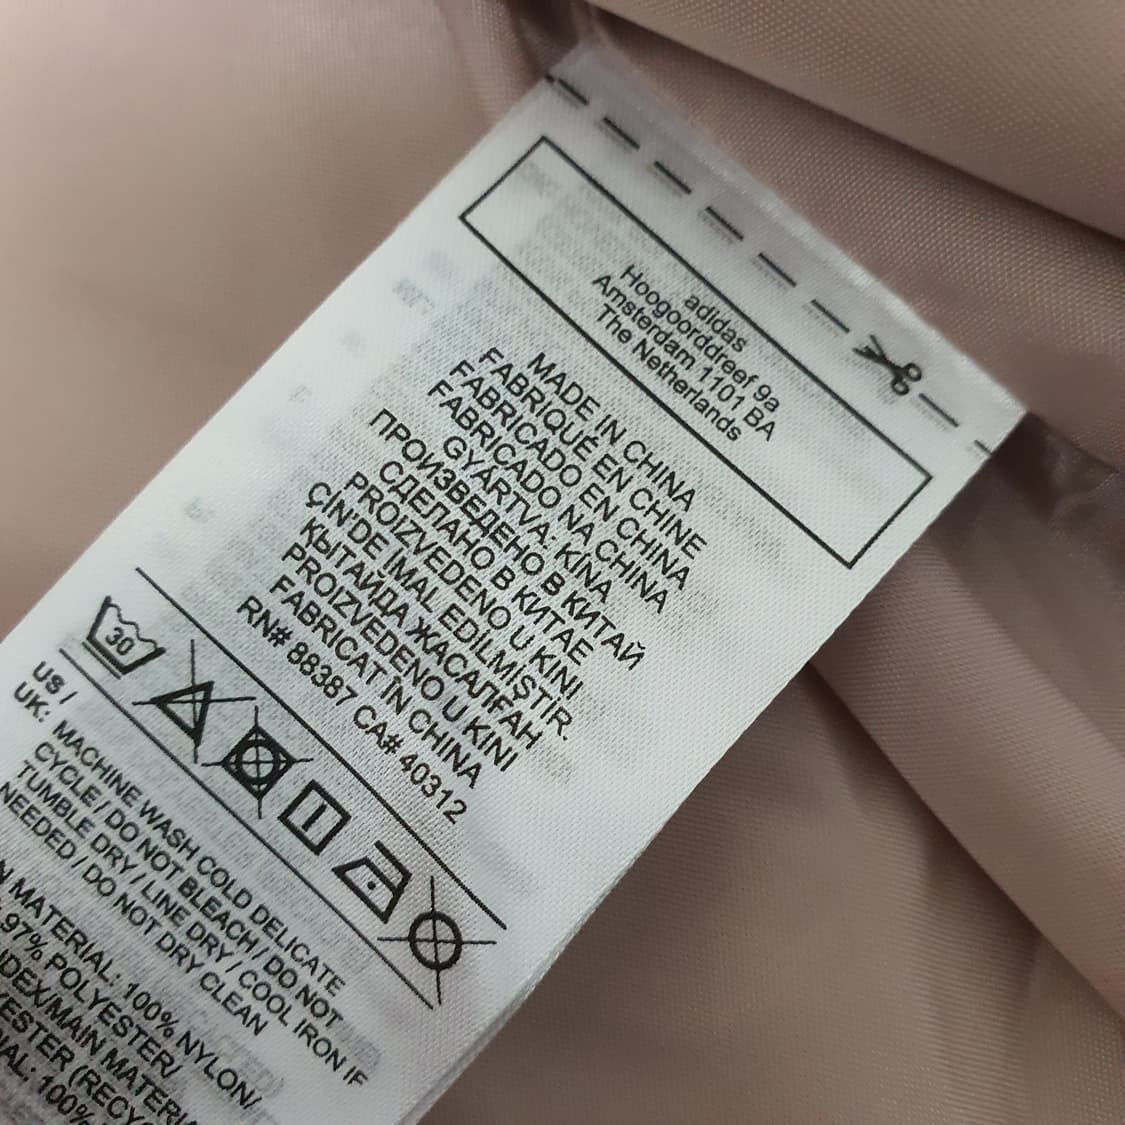 adidas
Hoogoorddreef 9a
Amsterdam 1101 BA
The Netherlands
MADE IN CHINA
FABRIQUÉ EN CHINE
FABRICADO EN CHINA
FABRICADO NA CHINA
GYÁRTVA: KÍNA
ПРОИЗВЕДЕНО В КИТАЙ
СДЕЛАНО В КИТАЕ
PROIZVEDENO U KINI
ÇİN'DE İMAL EDİLMİŞTİR.
ҚЫТАЙДА ЖАСАЛҒАН
PROIZVEDENO U KINI
FABRICAT ÎN CHINA
RN# 88387 CA# 40312
30
US /
UK: MACHINE WASH COLD DELICATE
CYCLE / DO NOT BLEACH / DO NOT
TUMBLE DRY / LINE DRY / COOL IRON IF
NEEDED / DO NOT DRY CLEAN
MATERIAL: 100% NYLON/
97% POLYESTER/
/MAIN
(RECYC
100%